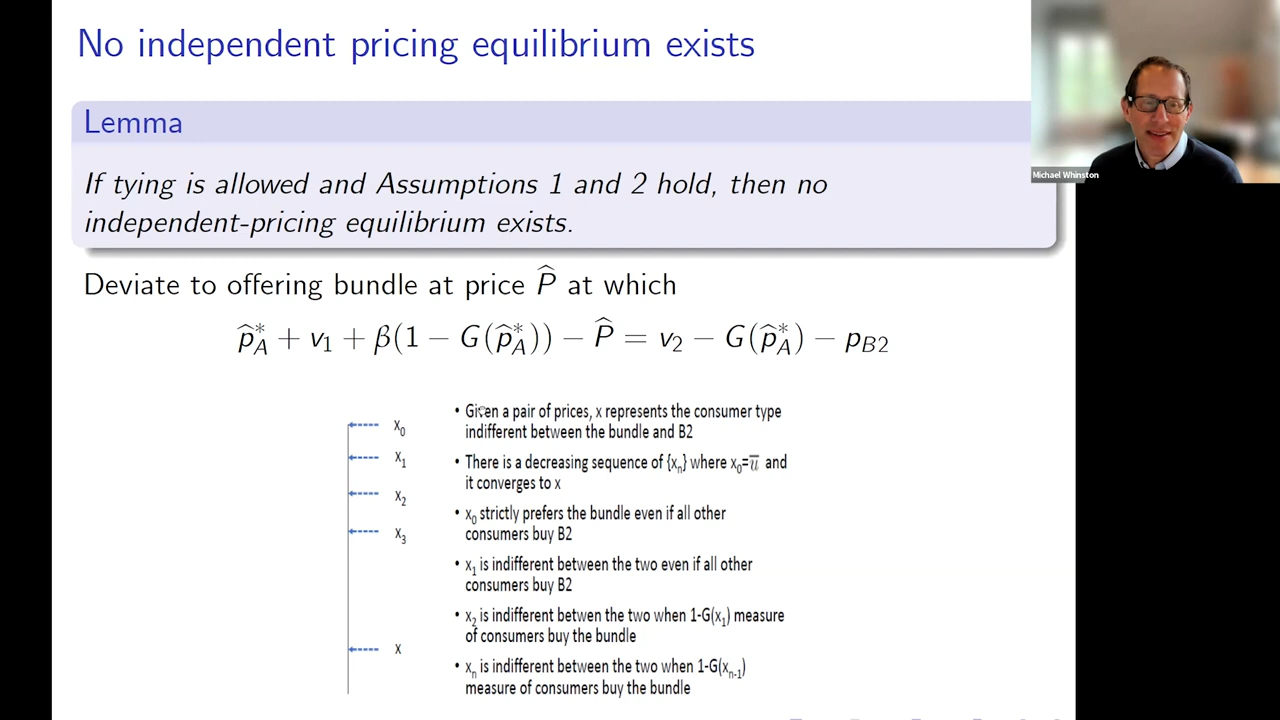 No independent pricing equilibrium exists
Lemma
If tying is allowed and Assumptions 1 and 2 hold, then no
independent-pricing equilibrium exists.
Michael Whinston
Deviate to offering bundle at price P̂ at which
p̂*_A + v₁ + β(1 − G(p̂*_A)) − P̂ = v₂ − G(p̂*_A) − p_B2
x₀
x₁
x₂
x₃
x
• Given a pair of prices, x represents the consumer type
indifferent between the bundle and B2
• There is a decreasing sequence of {xₙ} where x₀=u̅ and
it converges to x
• x₀ strictly prefers the bundle even if all other
consumers buy B2
• x₁ is indifferent between the two even if all other
consumers buy B2
• x₂ is indifferent betwen the two when 1-G(x₁) measure
of consumers buy the bundle
• xₙ is indifferent between the two when 1-G(xₙ₋₁)
measure of consumers buy the bundle